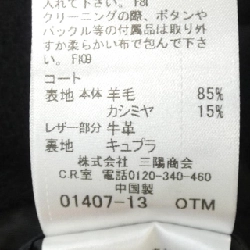 入れて下さい。F81
クリーニングの際、ボタンや
バックル等の付属品は取り外
すか柔らかい布で包んで下さ
い。FK09
コート
表地 本体 羊毛 85%
カシミヤ 15%
レザー部分 牛革
裏地 キュプラ
株式会社 三陽商会
C.R.室 電話0120-340-460
中国製
01407-13 OTM